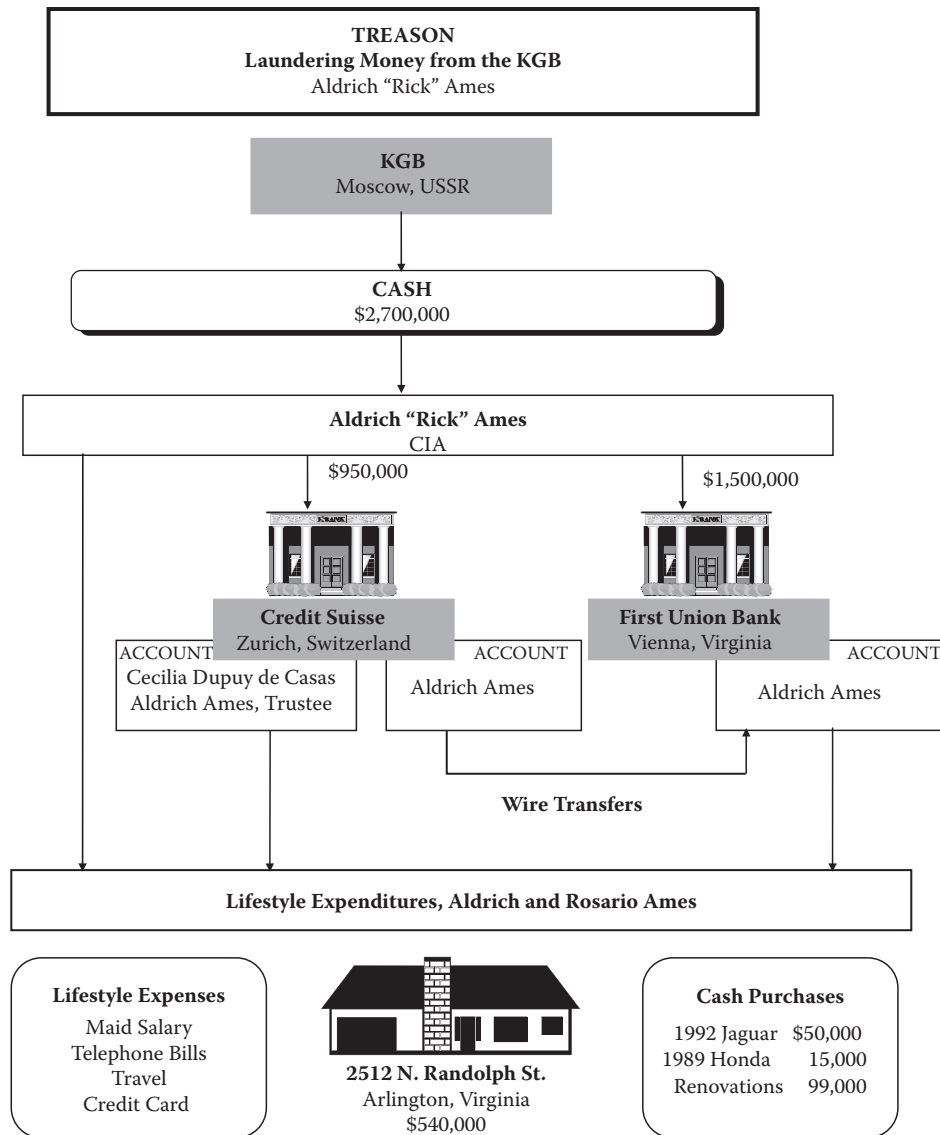 TREASON
Laundering Money from the KGB
Aldrich “Rick” Ames
KGB
Moscow, USSR
CASH
$2,700,000
Aldrich “Rick” Ames
CIA
$950,000
$1,500,000
BANK
BANK
Credit Suisse
Zurich, Switzerland
First Union Bank
Vienna, Virginia
ACCOUNT
Cecilia Dupuy de Casas
Aldrich Ames, Trustee
ACCOUNT
Aldrich Ames
ACCOUNT
Aldrich Ames
Wire Transfers
Lifestyle Expenditures, Aldrich and Rosario Ames
Lifestyle Expenses
Maid Salary
Telephone Bills
Travel
Credit Card
2512 N. Randolph St.
Arlington, Virginia
$540,000
Cash Purchases
1992 Jaguar $50,000
1989 Honda 15,000
Renovations 99,000